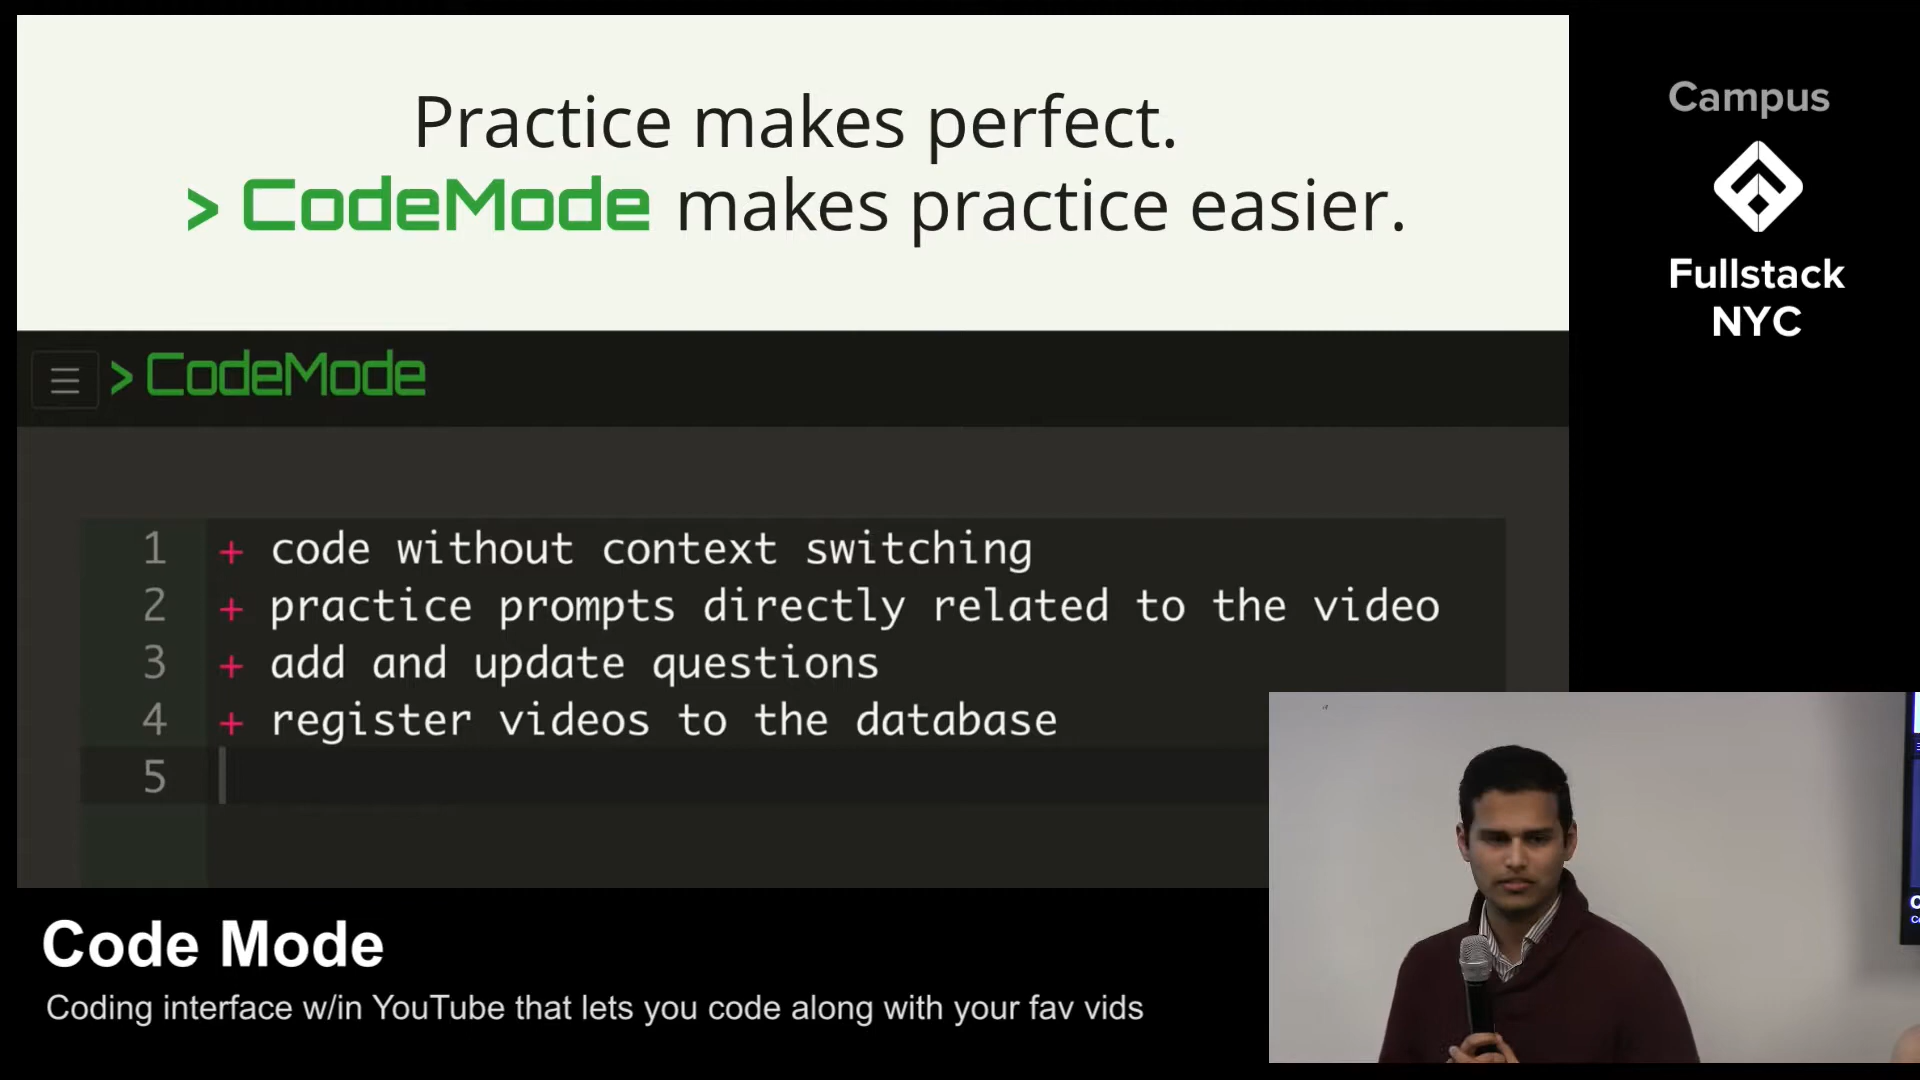 Practice makes perfect.
> CodeMode makes practice easier.
Campus
Fullstack
NYC
☰ > CodeMode
1 + code without context switching
2 + practice prompts directly related to the video
3 + add and update questions
4 + register videos to the database
5
Code Mode
Coding interface w/in YouTube that lets you code along with your fav vids